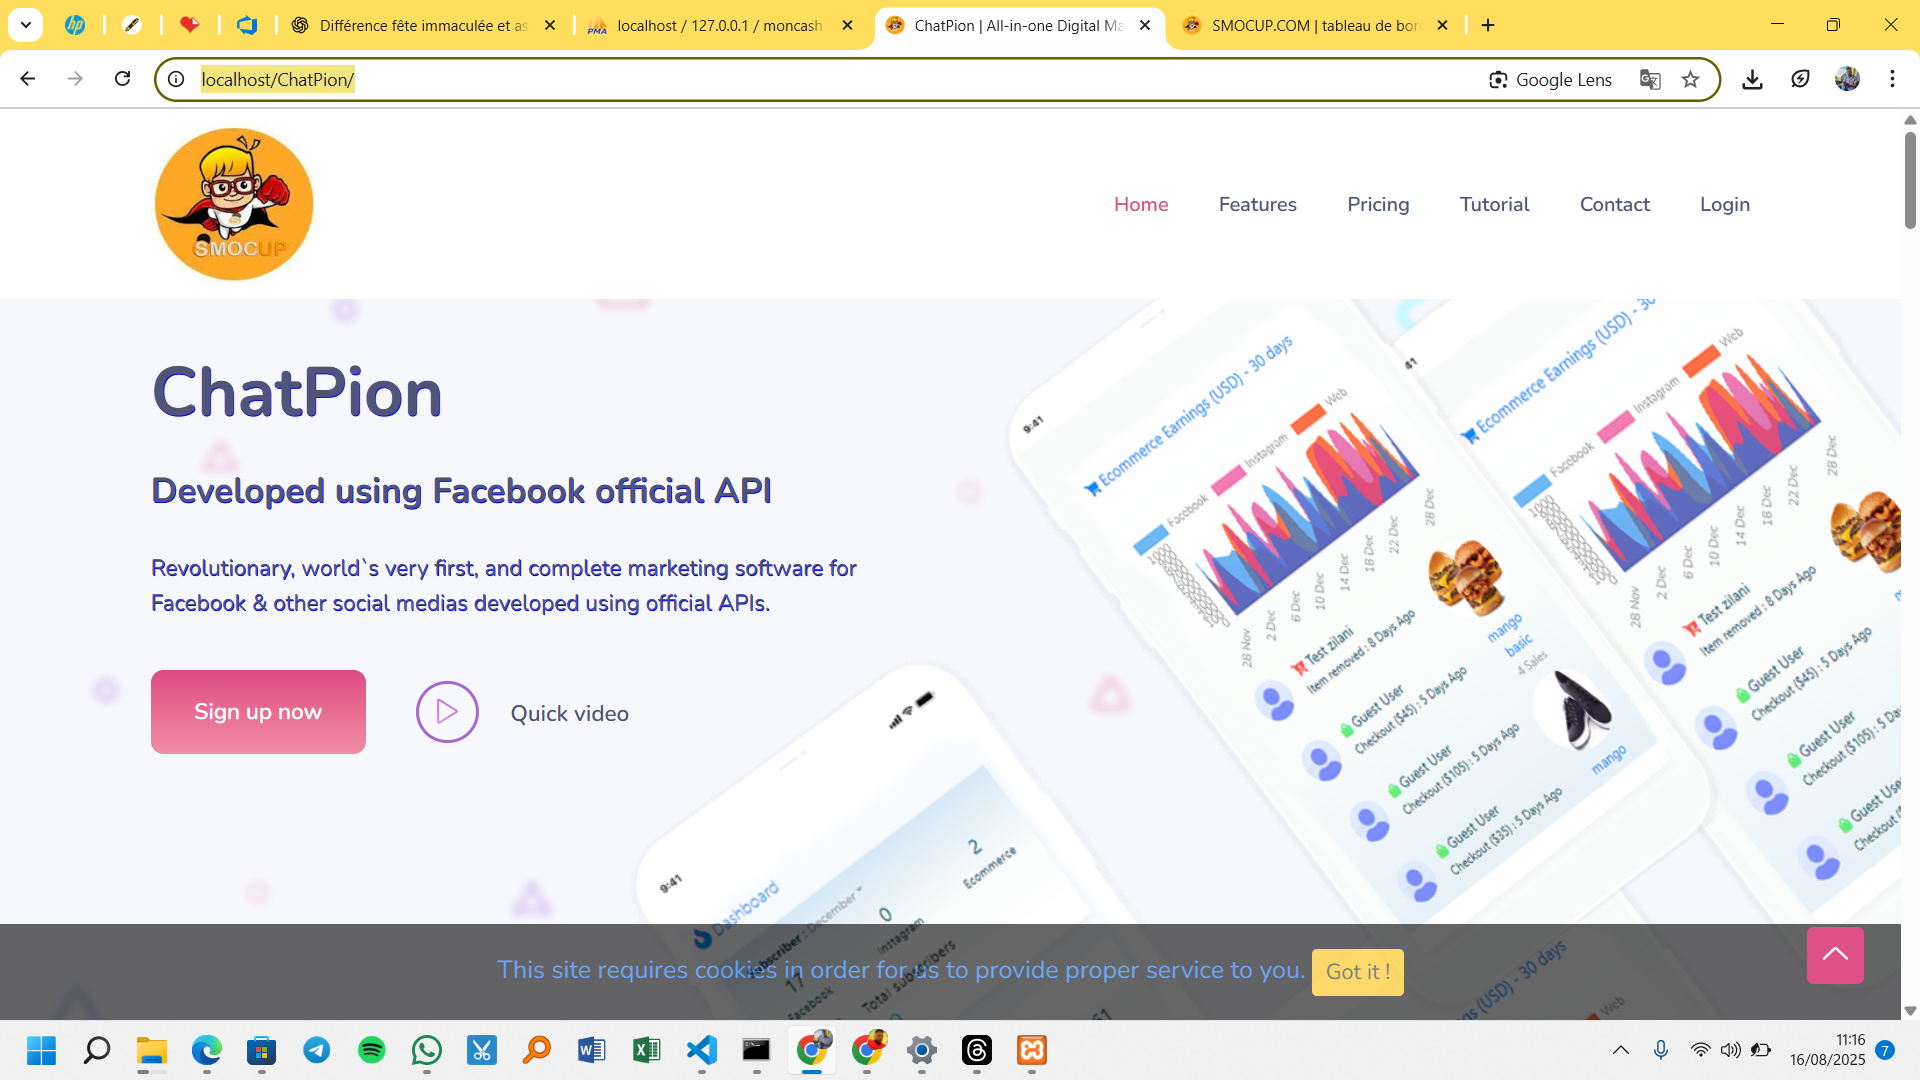 Différence fête immaculée et as
localhost / 127.0.0.1 / moncash
ChatPion | All-in-one Digital Ma
SMOCUP.COM | tableau de bor
localhost/ChatPion/
Google Lens
SMOCUP
Home
Features
Pricing
Tutorial
Contact
Login
ChatPion
Developed using Facebook official API
Revolutionary, world`s very first, and complete marketing software for
Facebook & other social medias developed using official APIs.
Sign up now
Quick video
9:41
Ecommerce Earnings (USD) - 30 days
Facebook
Instagram
Web
28 Nov
2 Dec
6 Dec
10 Dec
14 Dec
18 Dec
22 Dec
28 Dec
Test zilani
Item removed : 8 Days Ago
Guest User
Checkout ($45) : 5 Days Ago
Guest User
Checkout ($105) : 5 Days Ago
Guest User
Checkout ($35) : 5 Days Ago
mango
basic
4 Sales
mango
41
Ecommerce Earnings (USD) - 30
Facebook
Instagram
Web
28 Nov
2 Dec
6 Dec
10 Dec
14 Dec
18 Dec
22 Dec
28 Dec
Test zilani
Item removed : 8 Days Ago
Guest User
Checkout ($45) : 5 Days Ago
Guest User
Checkout ($105) : 5 Days
Guest Use
Checkout
9:41
Dashboard
Subscriber : December
17
Facebook
0
Instagram
2
Ecommerce
Total subscribers
61
(USD) - 30 days
Web
This site requires cookies in order for us to provide proper service to you.
Got it !
11:16
16/08/2025
7